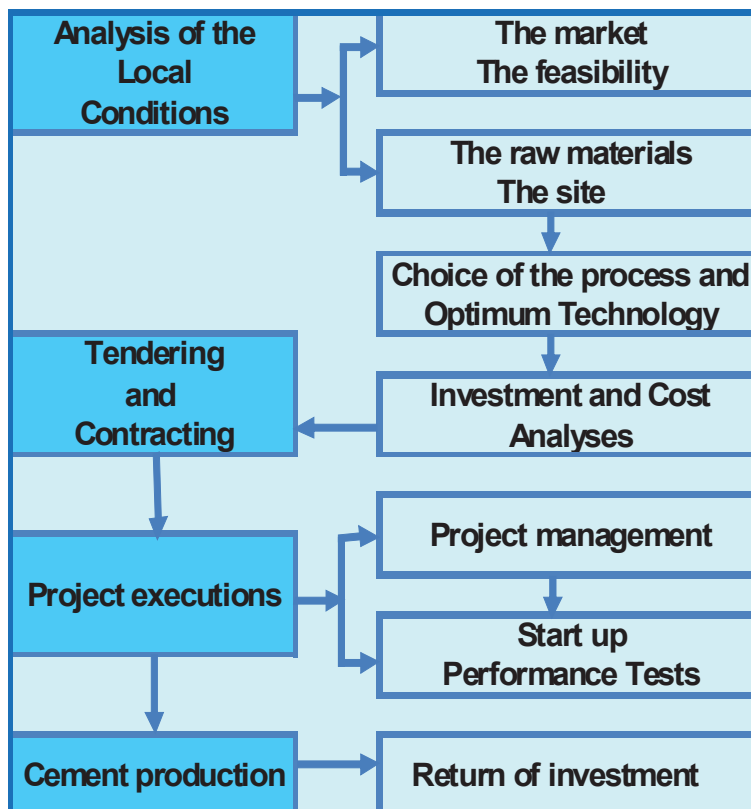 Analysis of the
Local
Conditions
The market
The feasibility
The raw materials
The site
Choice of the process and
Optimum Technology
Tendering
and
Contracting
Investment and Cost
Analyses
Project executions
Project management
Start up
Performance Tests
Cement production
Return of investment